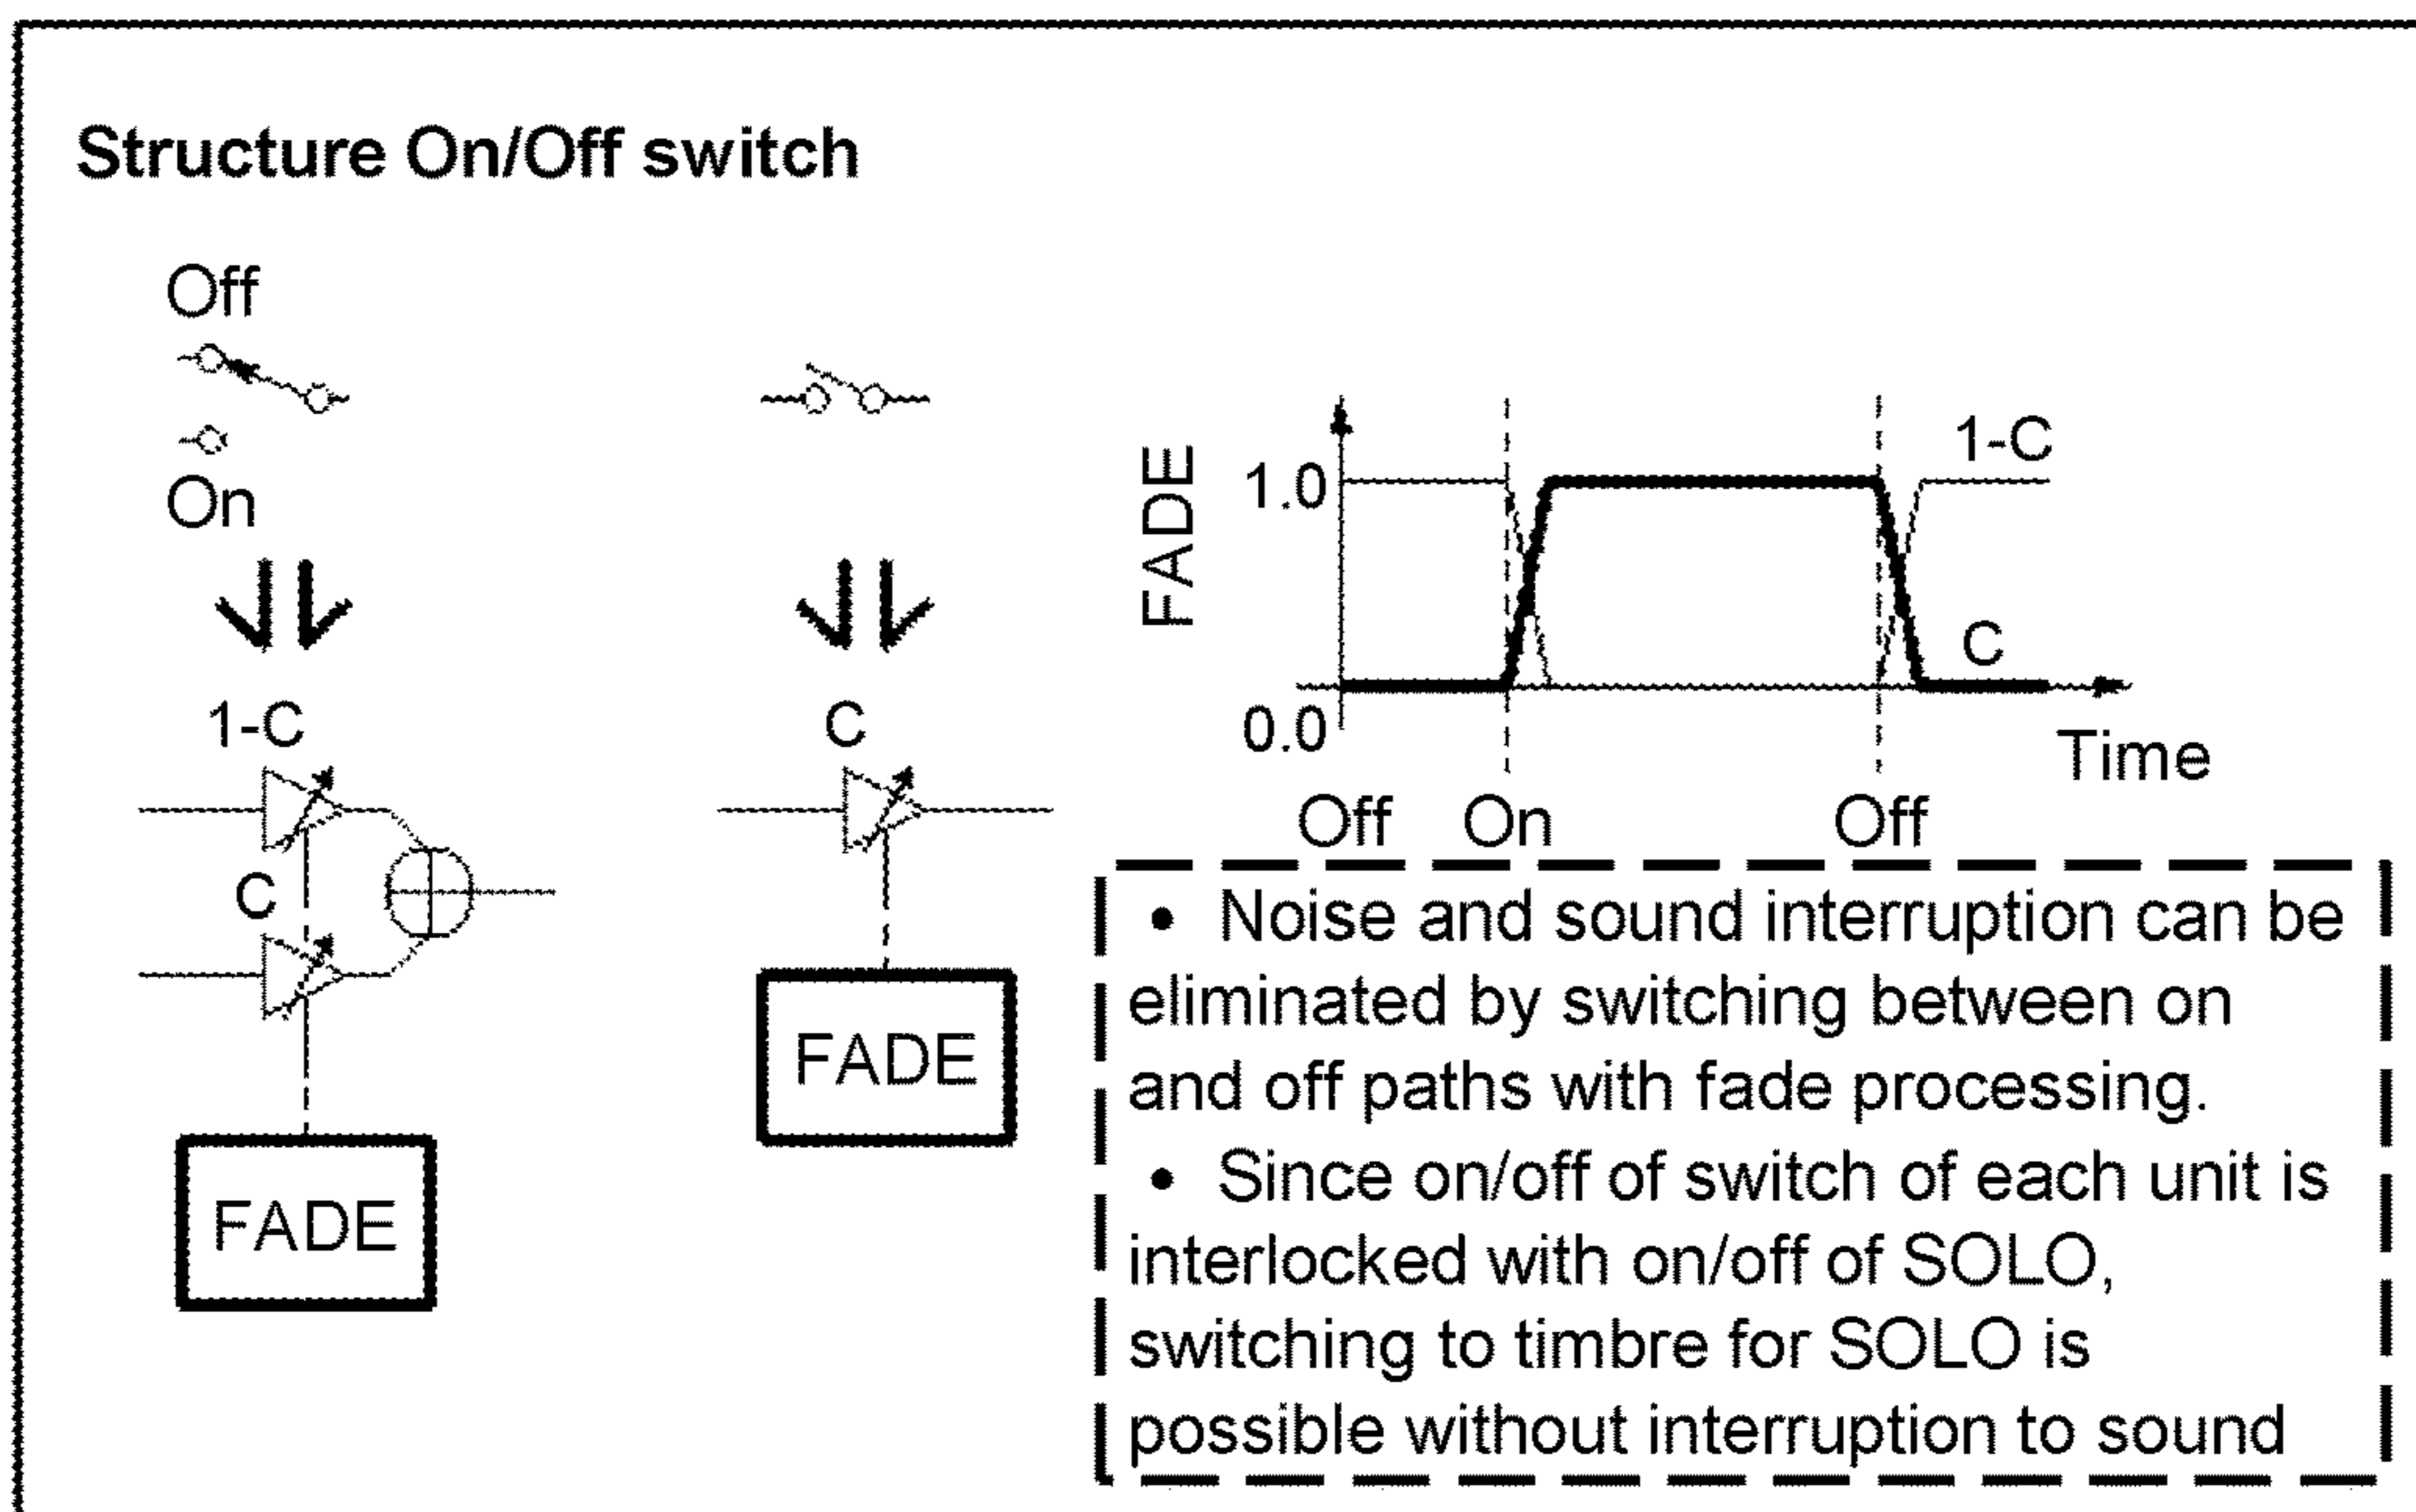 Structure On/Off switch
Off
On
1-C
C
FADE
C
FADE
FADE
1.0
0.0
1-C
C
Time
Off On Off
• Noise and sound interruption can be
eliminated by switching between on
and off paths with fade processing.
• Since on/off of switch of each unit is
interlocked with on/off of SOLO,
switching to timbre for SOLO is
possible without interruption to sound